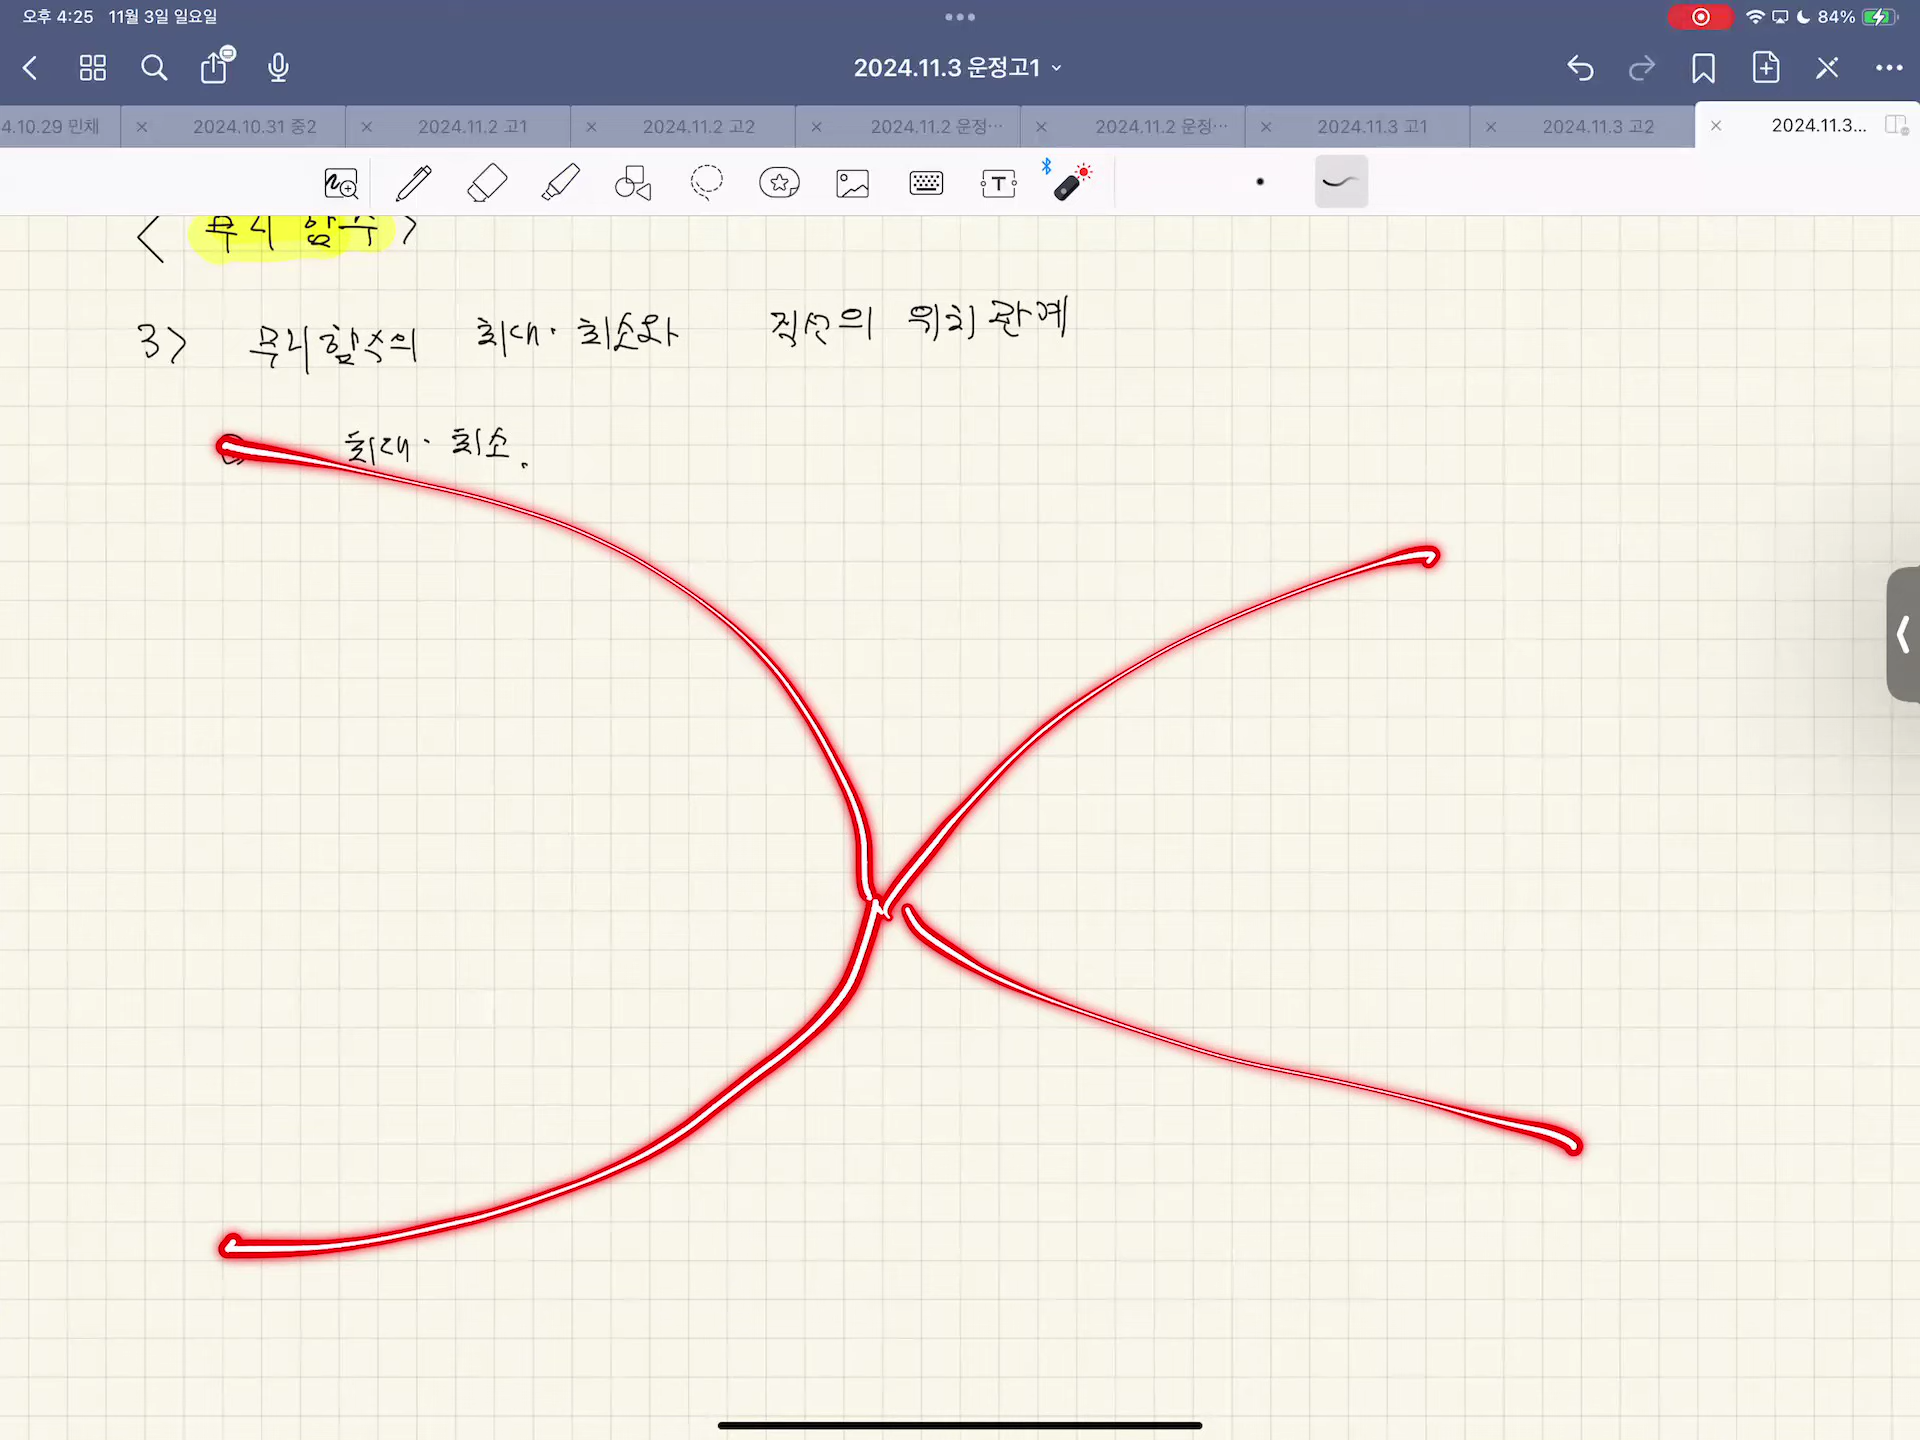 오후 4:25 11월 3일 일요일
84%
2024.11.3 운정고1
4.10.29 민체
2024.10.31 중2
2024.11.2 고1
2024.11.2 고2
2024.11.2 운정…
2024.11.2 운정…
2024.11.3 고1
2024.11.3 고2
2024.11.3...
< 무리 함수 >
3> 무리함수의 최대· 최소와 직선의 위치관계
최대· 최소.